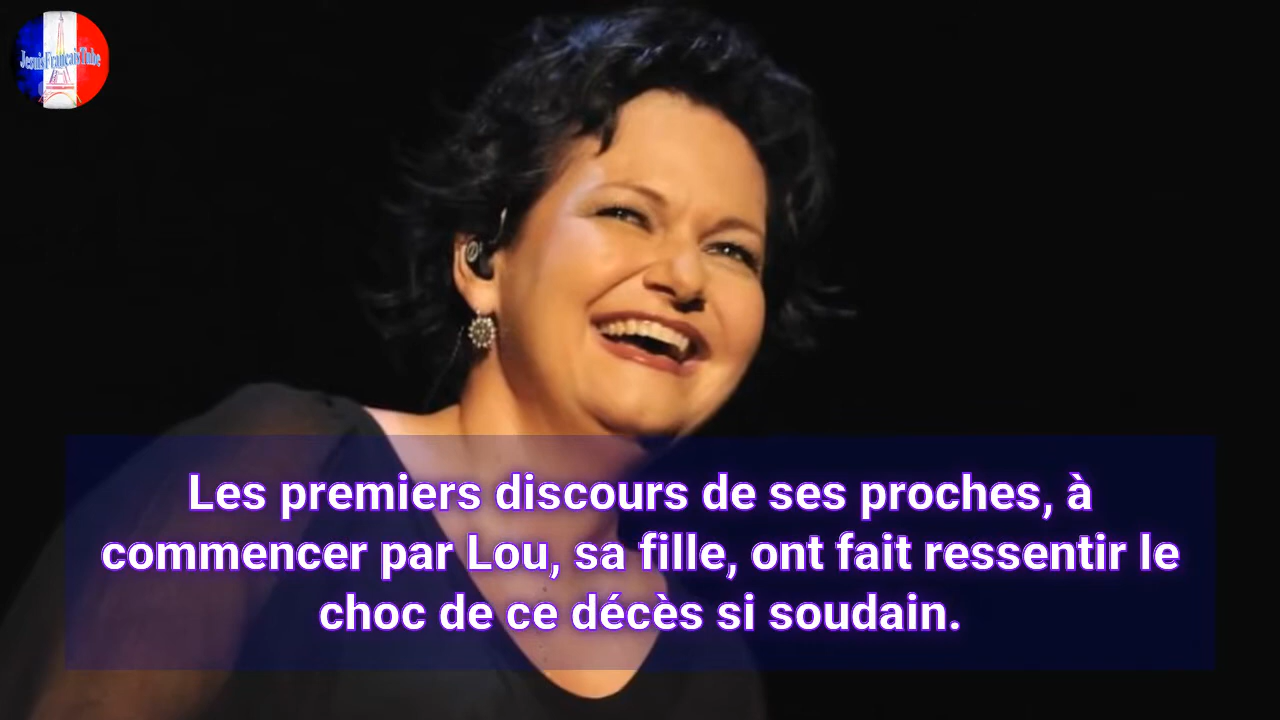 JesuisFrançaisTube
Les premiers discours de ses proches, à
commencer par Lou, sa fille, ont fait ressentir le
choc de ce décès si soudain.